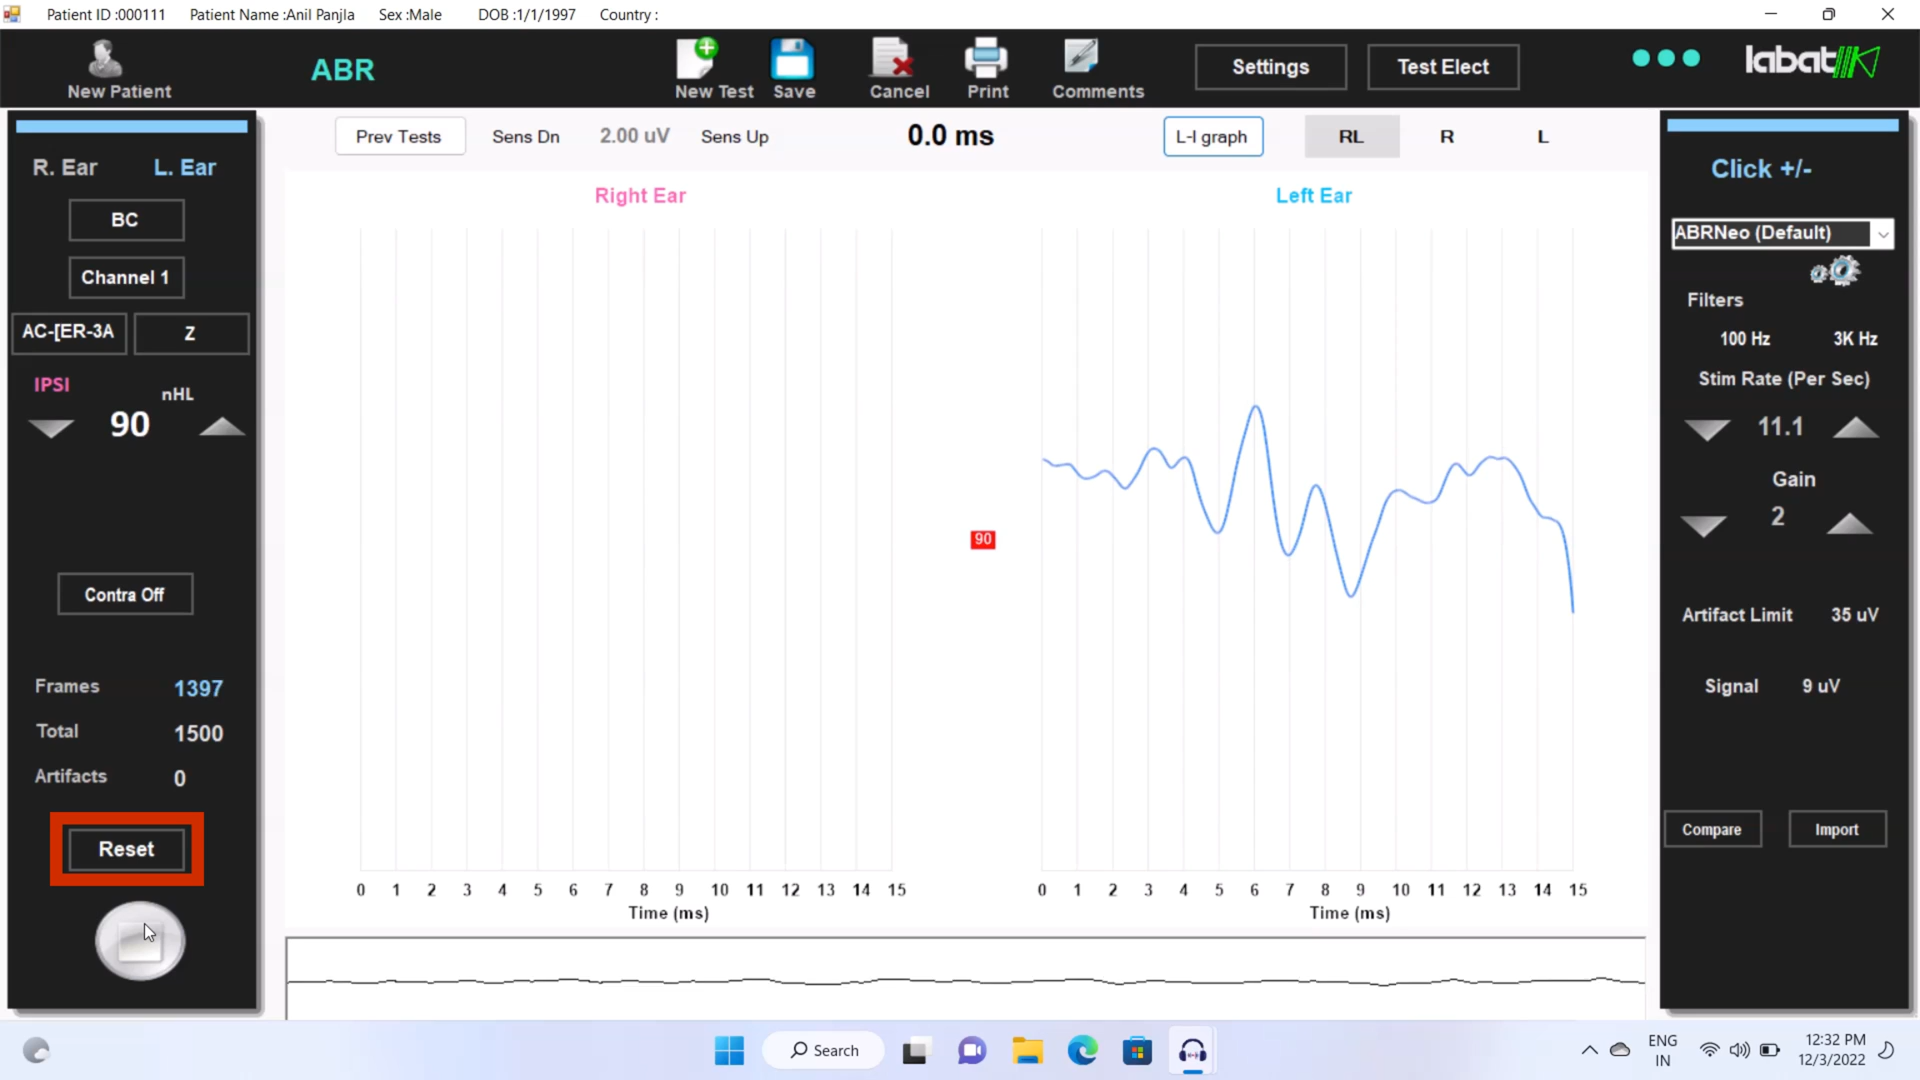 Patient ID :000111 Patient Name :Anil Panjla Sex :Male DOB :1/1/1997 Country :
New Patient
ABR
New Test
Save
Cancel
Print
Comments
Settings
Test Elect
labat
R. Ear L. Ear
BC
Channel 1
AC-[ER-3A Z
IPSI
nHL
90
Contra Off
Frames 1397
Total 1500
Artifacts 0
Reset
Prev Tests Sens Dn 2.00 uV Sens Up 0.0 ms L-I graph RL R L
Right Ear
0 1 2 3 4 5 6 7 8 9 10 11 12 13 14 15
Time (ms)
90
Left Ear
0 1 2 3 4 5 6 7 8 9 10 11 12 13 14 15
Time (ms)
Click +/-
ABRNeo (Default)
Filters
100 Hz 3K Hz
Stim Rate (Per Sec)
11.1
Gain
2
Artifact Limit 35 uV
Signal 9 uV
Compare Import
Search
ENG
IN
12:32 PM
12/3/2022